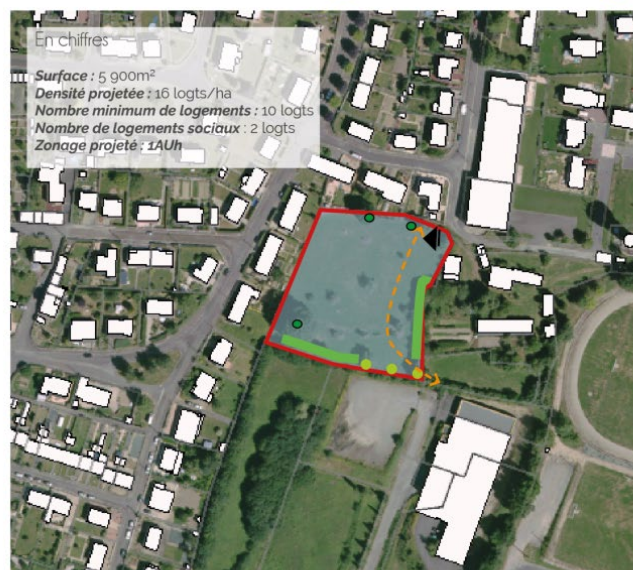 En chiffres
Surface : 5 900m²
Densité projetée : 16 logts/ha
Nombre minimum de logements : 10 logts
Nombre de logements sociaux : 2 logts
Zonage projeté : 1AUh